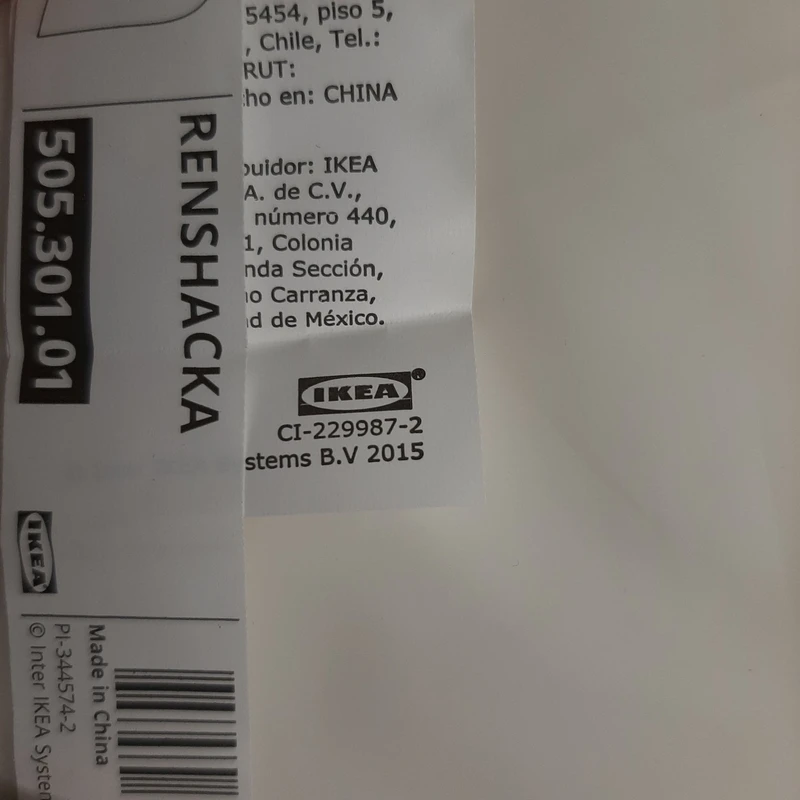 5454, piso 5,
, Chile, Tel.:
RUT:
ho en: CHINA
buidor: IKEA
A. de C.V.,
número 440,
1, Colonia
nda Sección,
o Carranza,
d de México.
IKEA®
CI-229987-2
stems B.V 2015
RENSHACKA
505.301.01
IKEA
Made in China
PI-344574-2
© Inter IKEA System